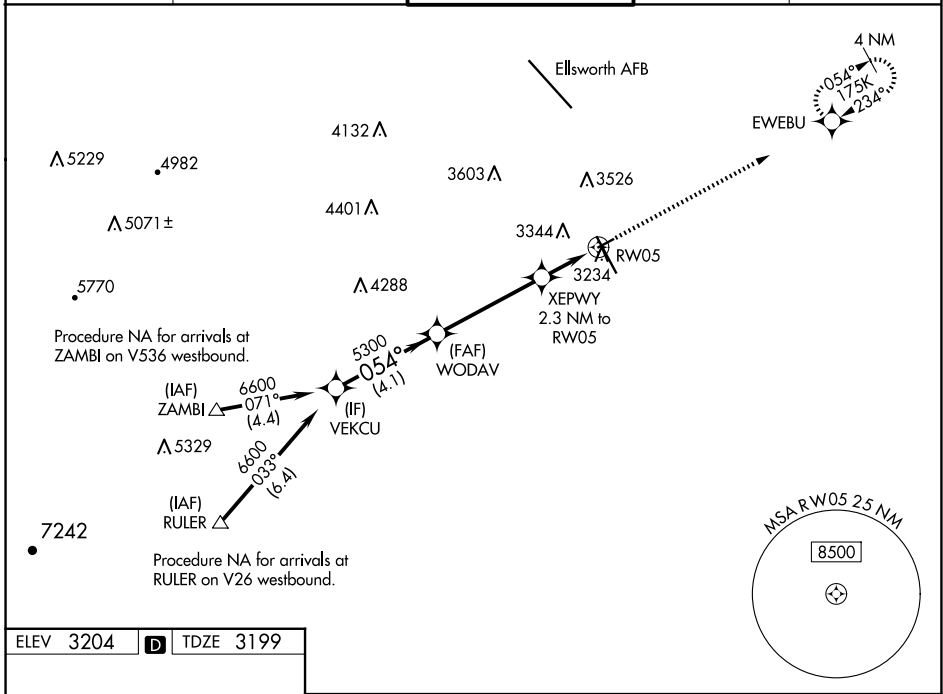 Ellsworth AFB
4 NM
054°
175K
234°
EWEBU
4132
5229
4982
3603
3526
4401
5071±
3344
RW05
3234
5770
4288
XEPWY
2.3 NM to
RW05
Procedure NA for arrivals at
ZAMBI on V536 westbound.
5300
054°
(4.1)
(FAF)
WODAV
(IAF)
ZAMBI
6600
071°
(4.4)
(IF)
VEKCU
5329
6600
033°
(6.4)
(IAF)
RULER
7242
Procedure NA for arrivals at
RULER on V26 westbound.
MSA RW05 25 NM
8500
ELEV 3204 D TDZE 3199